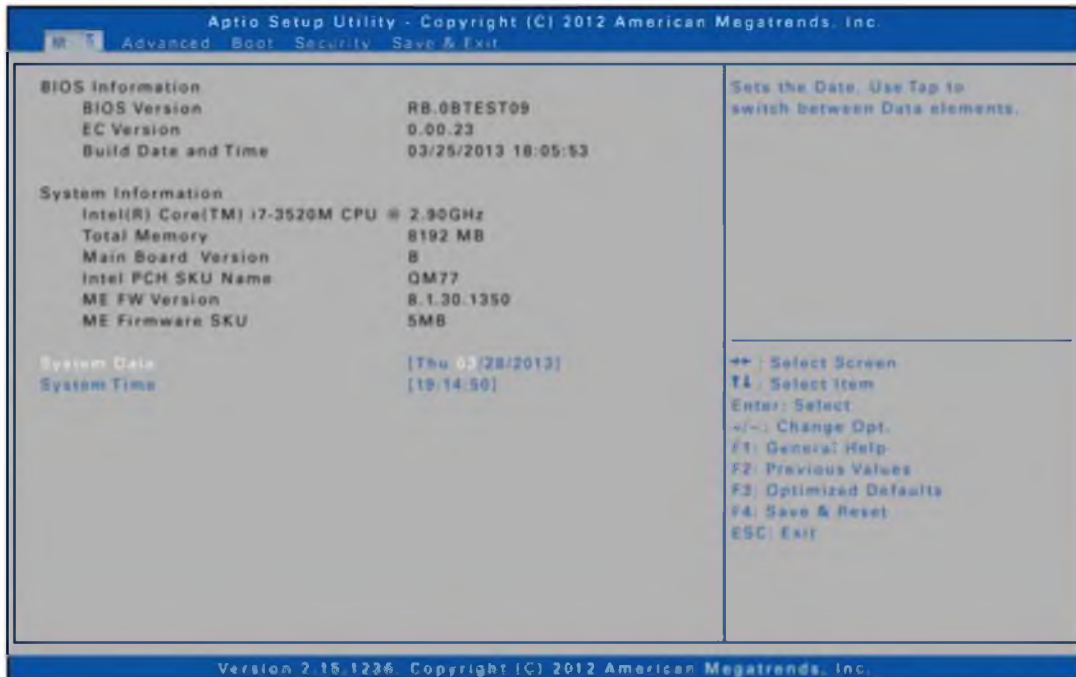 Aptio Setup Utility - Copyright (C) 2012 American Megatrends, Inc.
Advanced Boot Security Save & Exit
BIOS Information
BIOS Version RB.0BTEST09
EC Version 0.00.23
Build Date and Time 03/25/2013 18:05:53
System Information
Intel(R) Core(TM) i7-3520M CPU @ 2.90GHz
Total Memory 8192 MB
Main Board Version B
Intel PCH SKU Name QM77
ME FW Version 8.1.30.1350
ME Firmware SKU 5MB
System Date [Thu 03/28/2013]
System Time [19:14:50]
Sets the Date. Use Tap to
switch between Data elements.
→←: Select Screen
↑↓: Select Item
Enter: Select
+/-: Change Opt.
F1: General Help
F2: Previous Values
F3: Optimized Defaults
F4: Save & Reset
ESC: Exit
Version 2.15.1236. Copyright (C) 2012 American Megatrends, Inc.